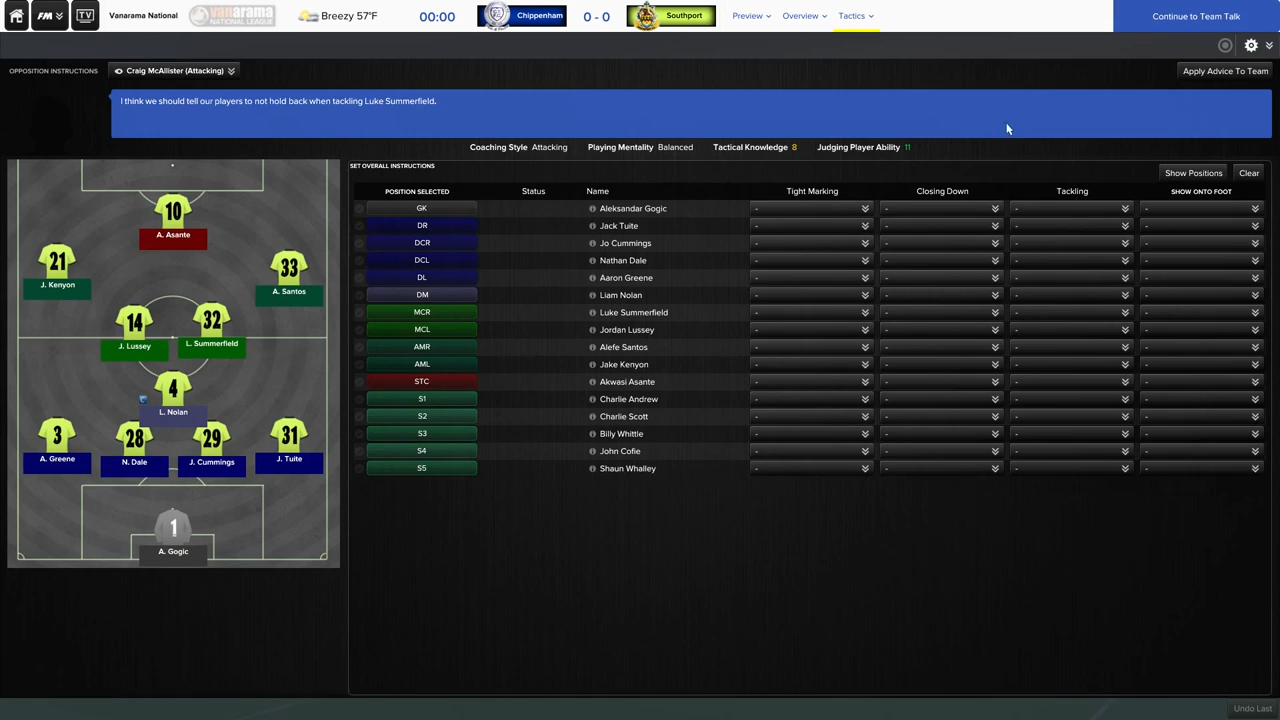 FM Vanarama National vanarama NATIONAL LEAGUE Breezy 57°F 00:00 Chippenham 0 - 0 Southport Preview Overview Tactics Continue to Team Talk
TV
OPPOSITION INSTRUCTIONS Craig McAllister (Attacking) Apply Advice To Team
I think we should tell our players to not hold back when tackling Luke Summerfield.
Coaching Style Attacking Playing Mentality Balanced Tactical Knowledge 8 Judging Player Ability 11
SET OVERALL INSTRUCTIONS
Show Positions Clear
POSITION SELECTED Status Name Tight Marking Closing Down Tackling SHOW ONTO FOOT
GK Aleksandar Gogic - - - -
DR Jack Tuite - - - -
DCR Jo Cummings - - - -
DCL Nathan Dale - - - -
DL Aaron Greene - - - -
DM Liam Nolan - - - -
MCR Luke Summerfield - - - -
MCL Jordan Lussey - - - -
AMR Alefe Santos - - - -
AML Jake Kenyon - - - -
STC Akwasi Asante - - - -
S1 Charlie Andrew - - - -
S2 Charlie Scott - - - -
S3 Billy Whittle - - - -
S4 John Cofie - - - -
S5 Shaun Whalley - - - -
10
A. Asante
21
J. Kenyon
33
A. Santos
14
J. Lussey
32
L. Summerfield
4
L. Nolan
3
A. Greene
28
N. Dale
29
J. Cummings
31
J. Tuite
1
A. Gogic
Undo Last